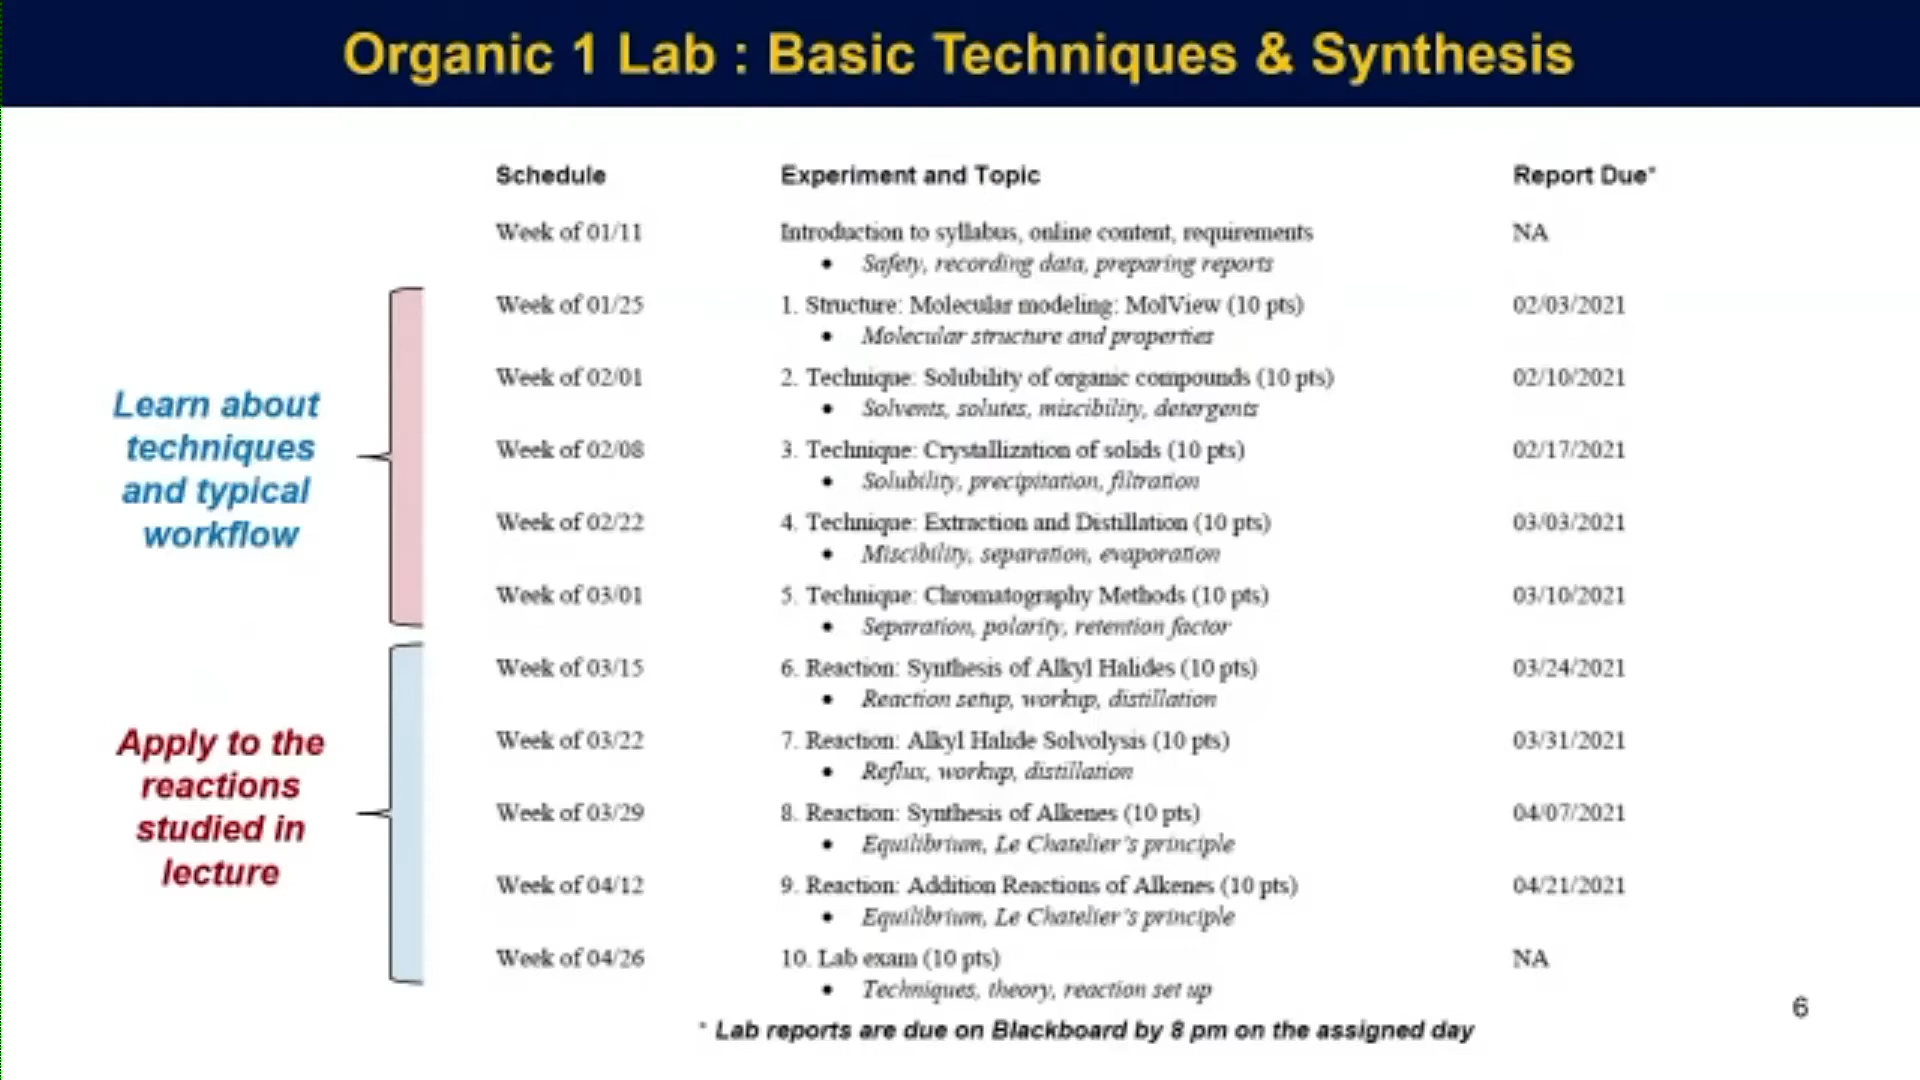 Organic 1 Lab : Basic Techniques & Synthesis
Schedule Experiment and Topic Report Due*
Week of 01/11 Introduction to syllabus, online content, requirements NA
• Safety, recording data, preparing reports
Week of 01/25 1. Structure: Molecular modeling: MolView (10 pts) 02/03/2021
• Molecular structure and properties
Week of 02/01 2. Technique: Solubility of organic compounds (10 pts) 02/10/2021
• Solvents, solutes, miscibility, detergents
Week of 02/08 3. Technique: Crystallization of solids (10 pts) 02/17/2021
• Solubility, precipitation, filtration
Week of 02/22 4. Technique: Extraction and Distillation (10 pts) 03/03/2021
• Miscibility, separation, evaporation
Week of 03/01 5. Technique: Chromatography Methods (10 pts) 03/10/2021
• Separation, polarity, retention factor
Week of 03/15 6. Reaction: Synthesis of Alkyl Halides (10 pts) 03/24/2021
• Reaction setup, workup, distillation
Week of 03/22 7. Reaction: Alkyl Halide Solvolysis (10 pts) 03/31/2021
• Reflux, workup, distillation
Week of 03/29 8. Reaction: Synthesis of Alkenes (10 pts) 04/07/2021
• Equilibrium, Le Chatelier's principle
Week of 04/12 9. Reaction: Addition Reactions of Alkenes (10 pts) 04/21/2021
• Equilibrium, Le Chatelier's principle
Week of 04/26 10. Lab exam (10 pts) NA
• Techniques, theory, reaction set up
* Lab reports are due on Blackboard by 8 pm on the assigned day
Learn about
techniques
and typical
workflow
Apply to the
reactions
studied in
lecture
6